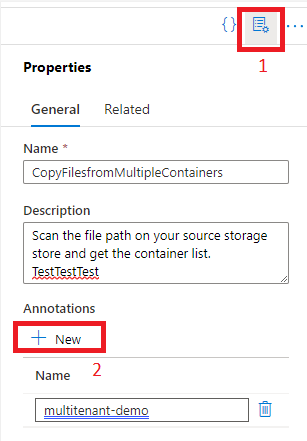 {} ...
1
Properties
General Related
Name *
CopyFilesfromMultipleContainers
Description
Scan the file path on your source storage
store and get the container list.
TestTestTest
Annotations
+ New
2
Name
multitenant-demo